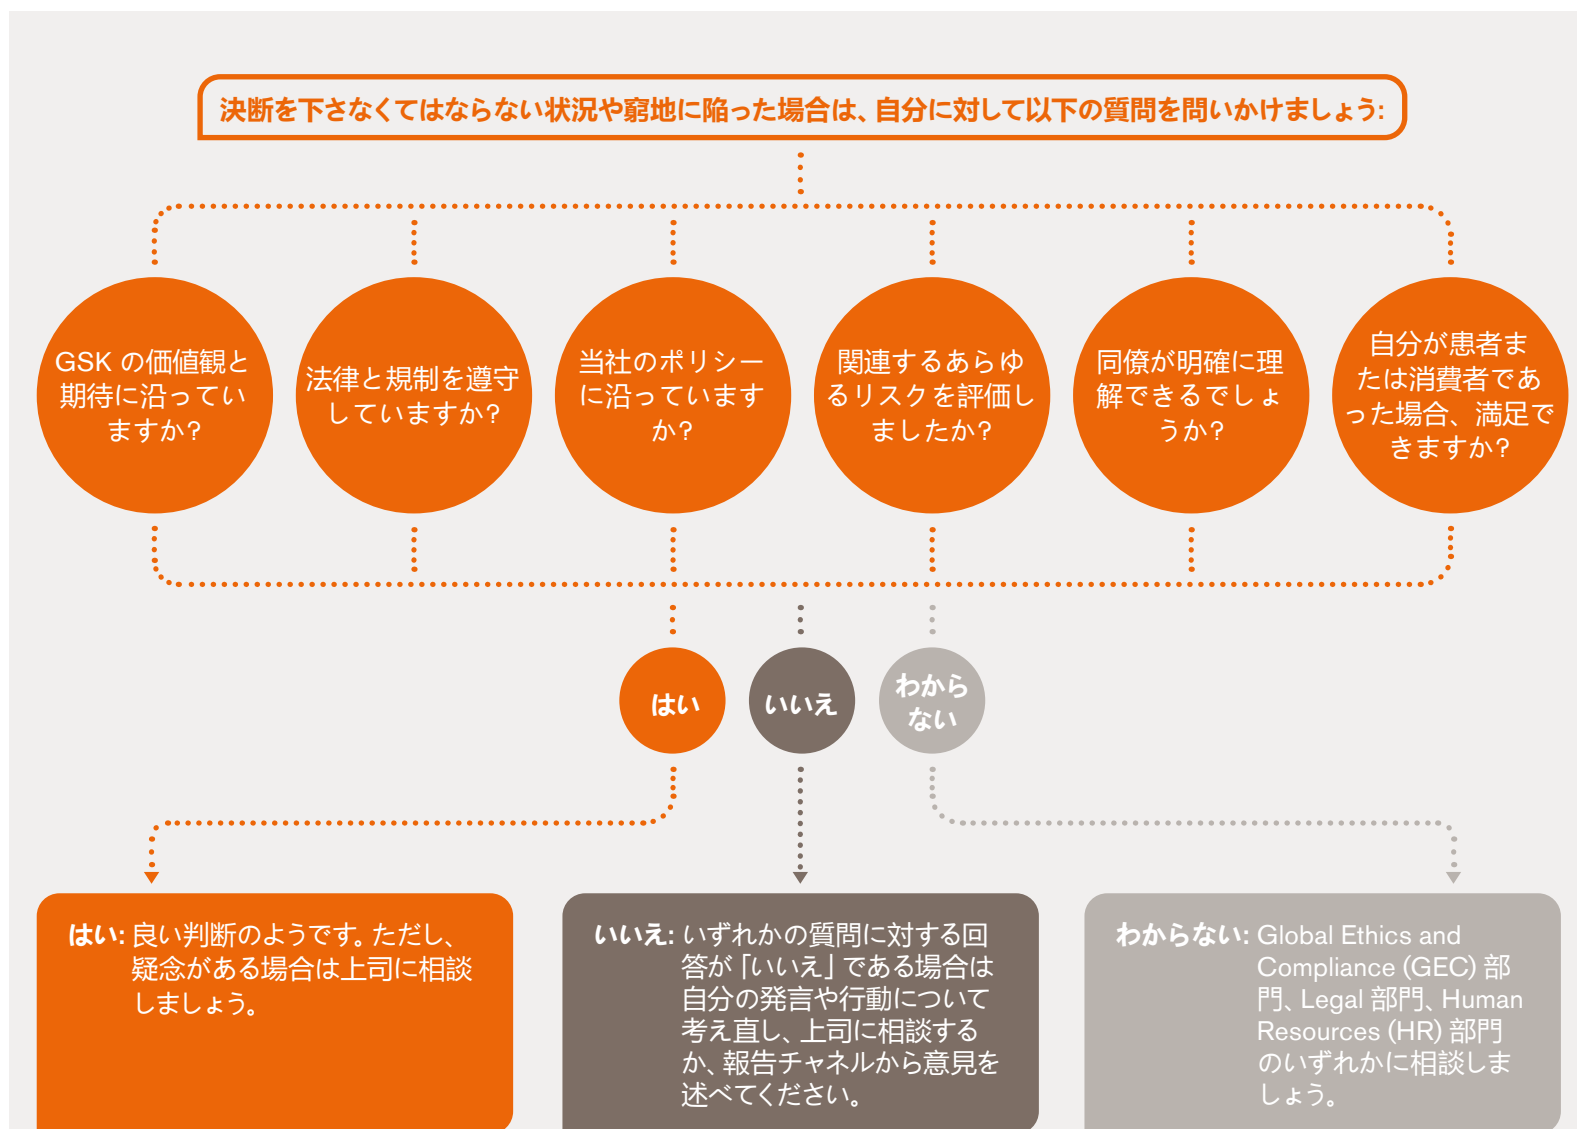 決断を下さなくてはならない状況や窮地に陥った場合は、自分に対して以下の質問を問いかけましょう:
GSK の価値観と
期待に沿ってい
ますか?
法律と規制を遵守
していますか?
当社のポリシー
に沿っています
か?
関連するあらゆ
るリスクを評価し
ましたか?
同僚が明確に理
解できるでしょ
うか?
自分が患者ま
たは消費者であ
った場合、満足で
きますか?
はい
いいえ
わから
ない
はい: 良い判断のようです。ただし、
疑念がある場合は上司に相談
しましょう。
いいえ: いずれかの質問に対する回
答が「いいえ」である場合は
自分の発言や行動について
考え直し、上司に相談する
か、報告チャネルから意見を
述べてください。
わからない: Global Ethics and
Compliance (GEC) 部
門、Legal 部門、Human
Resources (HR) 部門
のいずれかに相談しま
しょう。